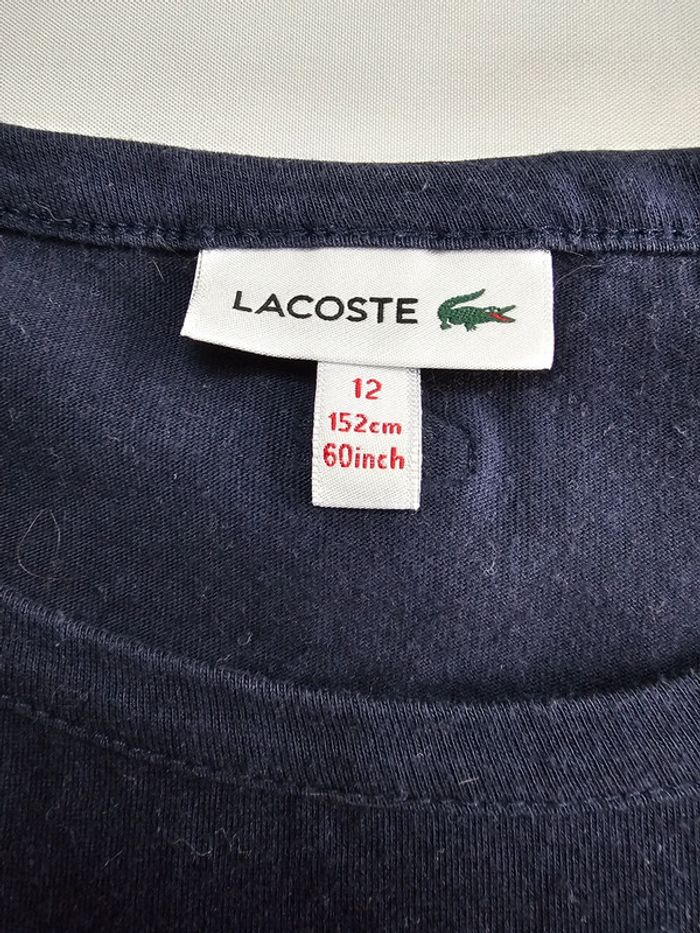 LACOSTE
12
152cm
60inch